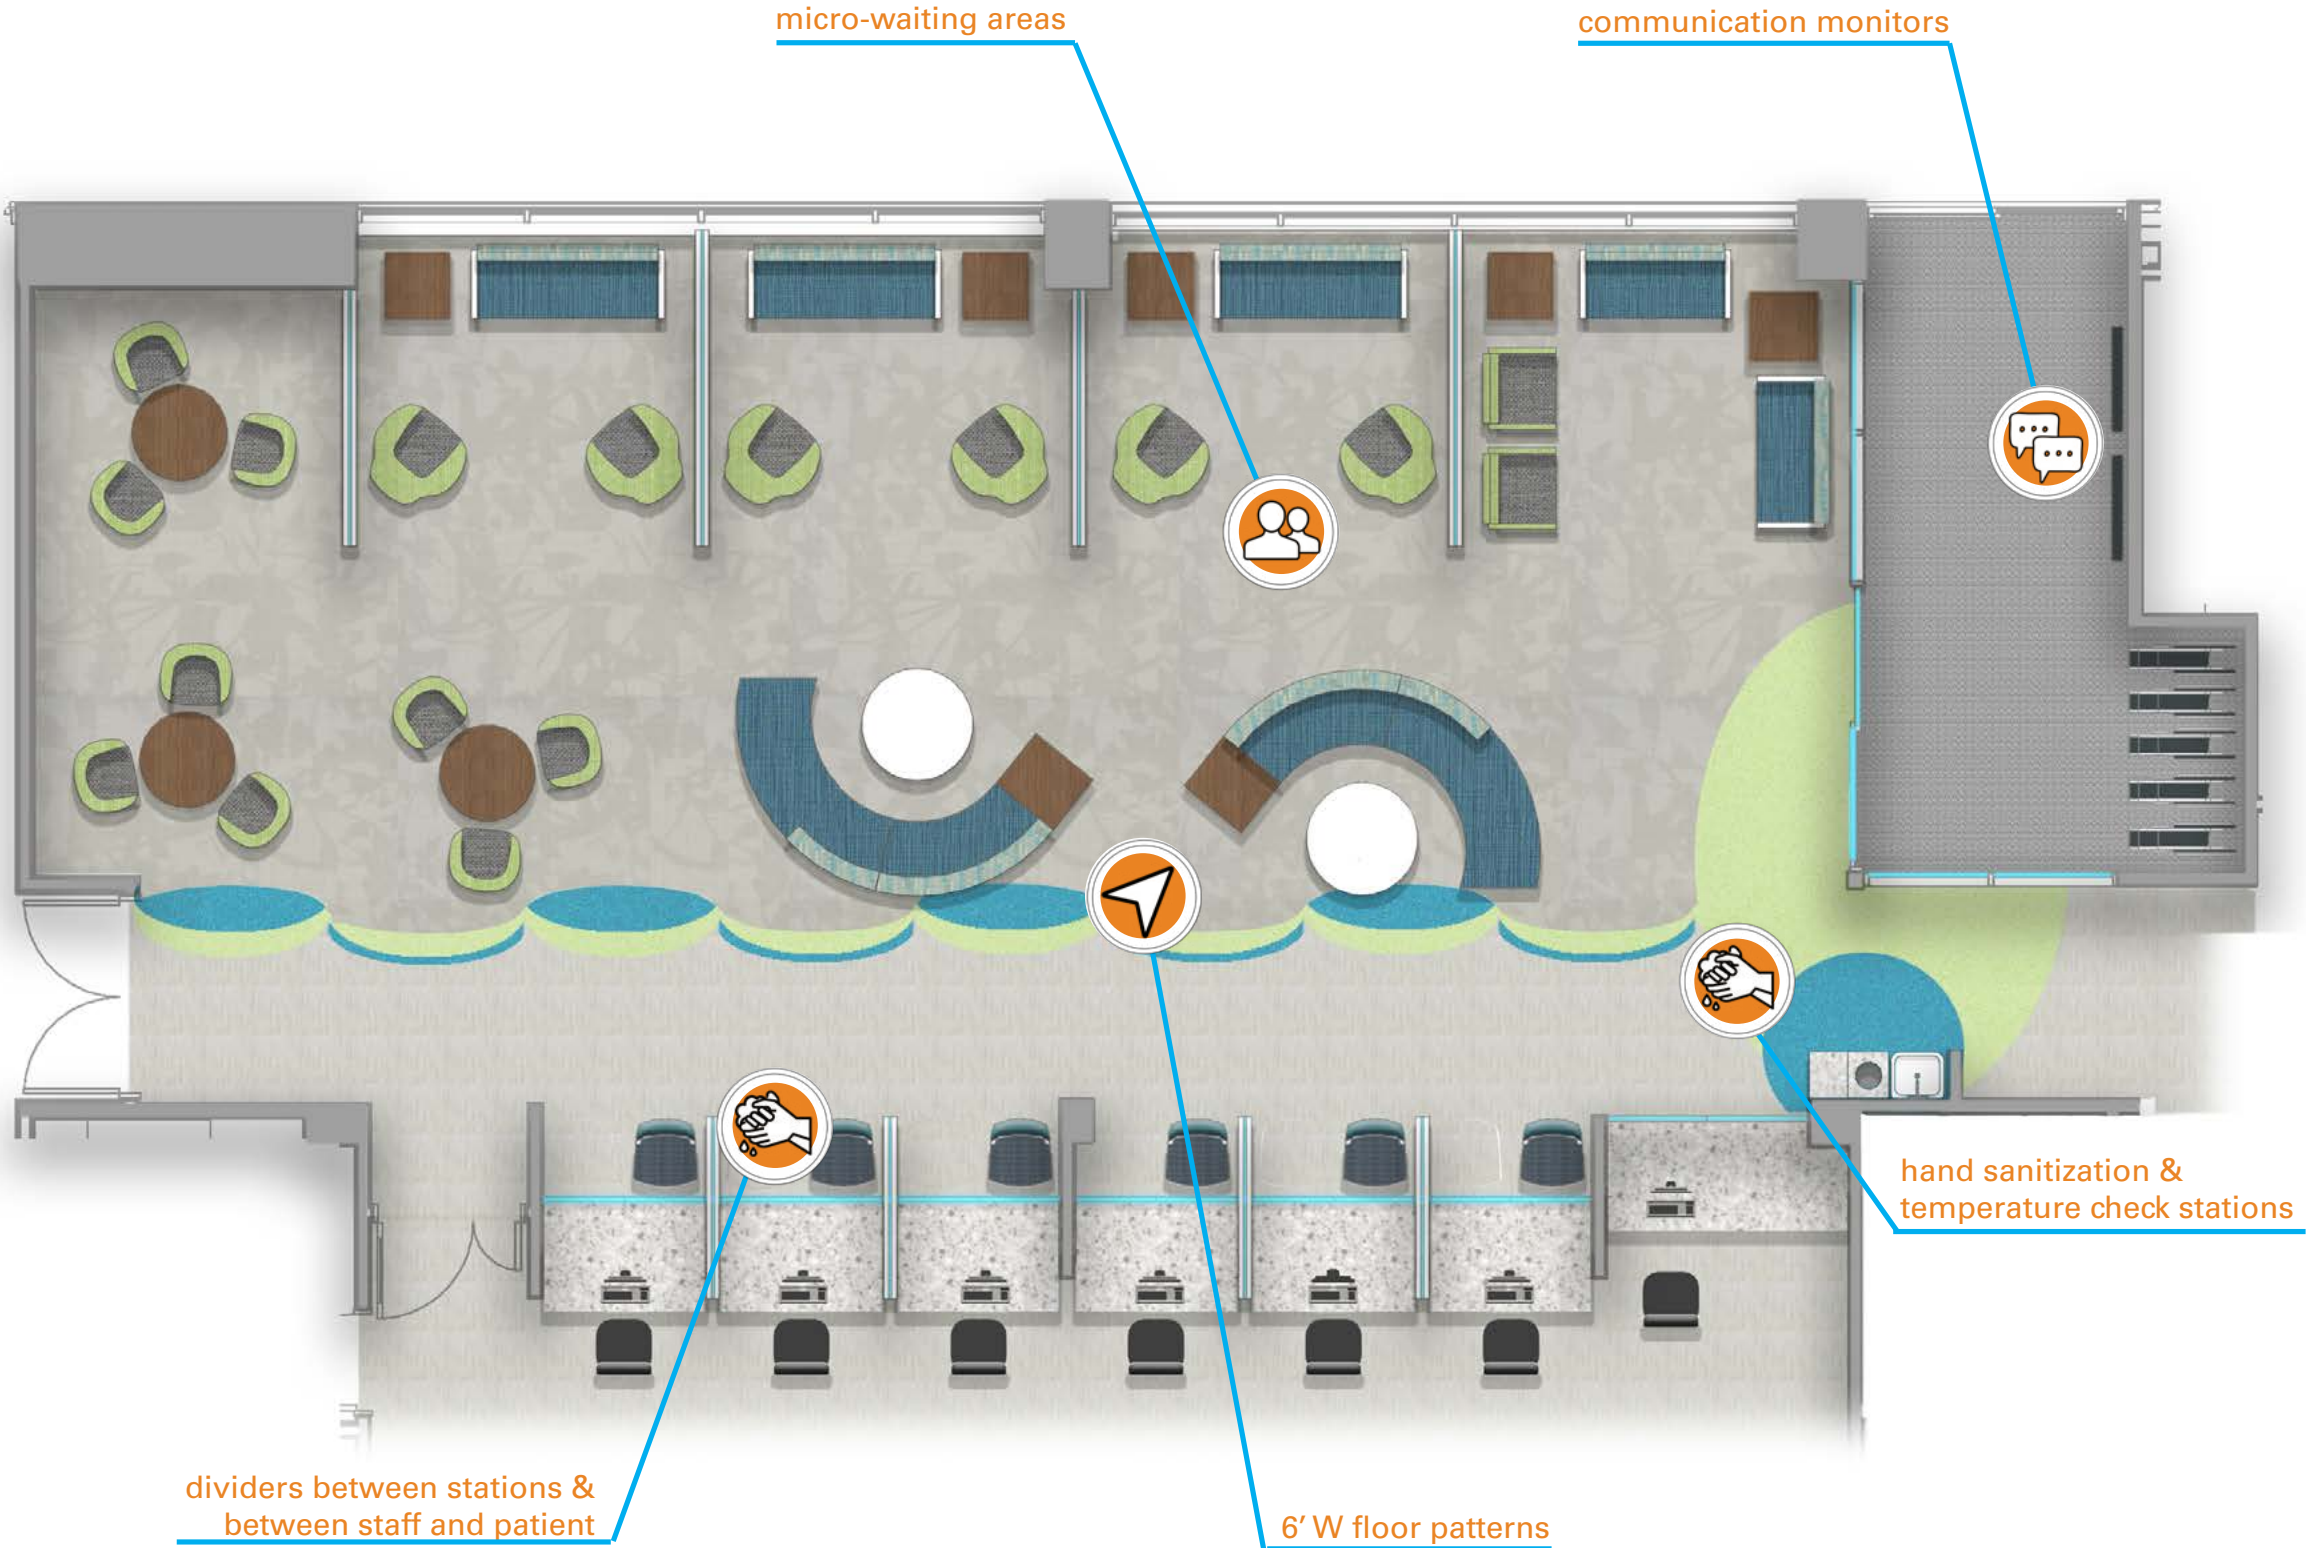 micro-waiting areas
communication monitors
hand sanitization &
temperature check stations
dividers between stations &
between staff and patient
6' W floor patterns